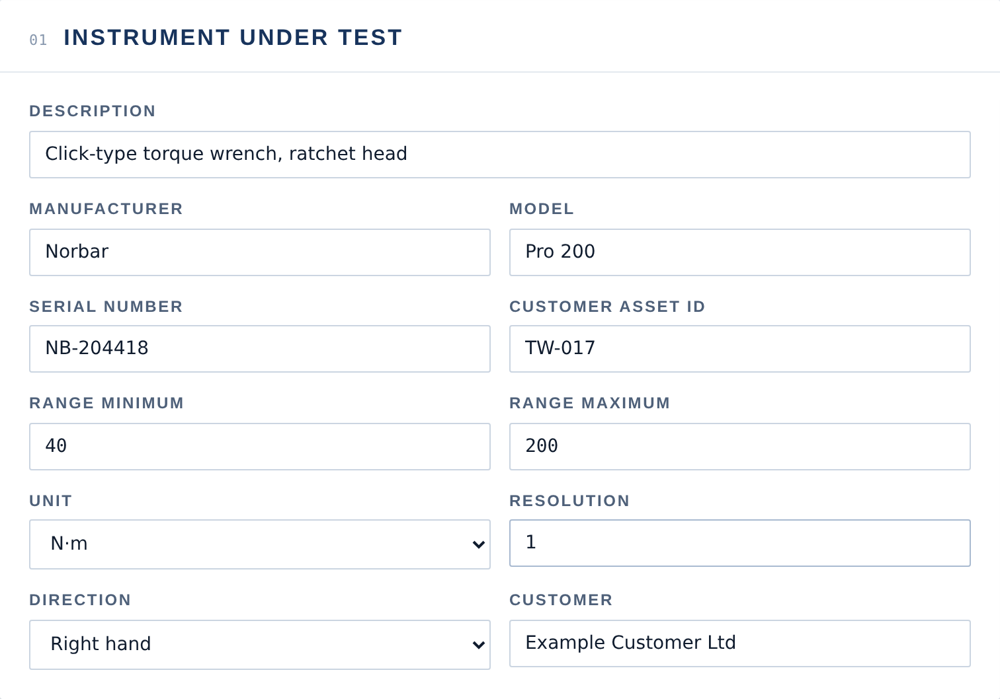 01 INSTRUMENT UNDER TEST
DESCRIPTION
Click-type torque wrench, ratchet head
MANUFACTURER MODEL
Norbar Pro 200
SERIAL NUMBER CUSTOMER ASSET ID
NB-204418 TW-017
RANGE MINIMUM RANGE MAXIMUM
40 200
UNIT RESOLUTION
N·m 1
DIRECTION CUSTOMER
Right hand Example Customer Ltd